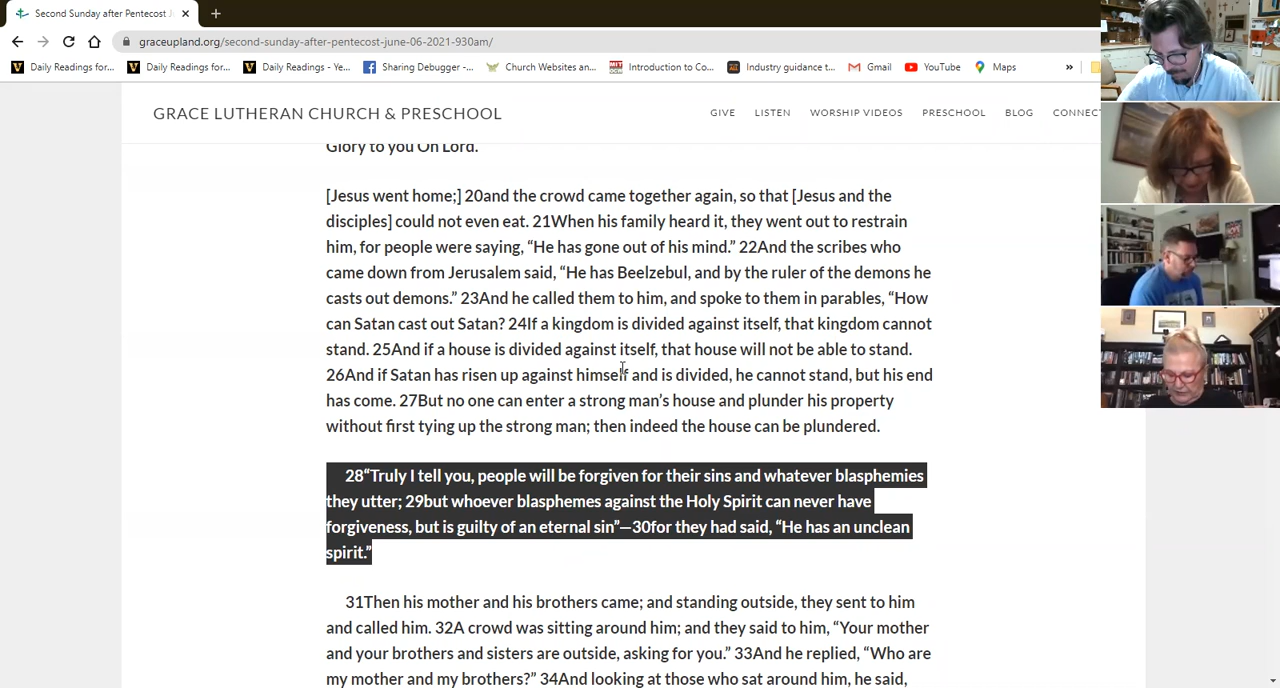 Second Sunday after Pentecost J
graceupland.org/second-sunday-after-pentecost-june-06-2021-930am/
Daily Readings for... Daily Readings for... Daily Readings - Ye... Sharing Debugger -... Church Websites an... Introduction to Co... Industry guidance t... Gmail YouTube Maps »
GRACE LUTHERAN CHURCH & PRESCHOOL GIVE LISTEN WORSHIP VIDEOS PRESCHOOL BLOG CONNECT
Glory to you Oh Lord.
[Jesus went home;] 20and the crowd came together again, so that [Jesus and the
disciples] could not even eat. 21When his family heard it, they went out to restrain
him, for people were saying, “He has gone out of his mind.” 22And the scribes who
came down from Jerusalem said, “He has Beelzebul, and by the ruler of the demons he
casts out demons.” 23And he called them to him, and spoke to them in parables, “How
can Satan cast out Satan? 24If a kingdom is divided against itself, that kingdom cannot
stand. 25And if a house is divided against itself, that house will not be able to stand.
26And if Satan has risen up against himself and is divided, he cannot stand, but his end
has come. 27But no one can enter a strong man’s house and plunder his property
without first tying up the strong man; then indeed the house can be plundered.
28“Truly I tell you, people will be forgiven for their sins and whatever blasphemies
they utter; 29but whoever blasphemes against the Holy Spirit can never have
forgiveness, but is guilty of an eternal sin”—30for they had said, “He has an unclean
spirit.”
31Then his mother and his brothers came; and standing outside, they sent to him
and called him. 32A crowd was sitting around him; and they said to him, “Your mother
and your brothers and sisters are outside, asking for you.” 33And he replied, “Who are
my mother and my brothers?” 34And looking at those who sat around him, he said,